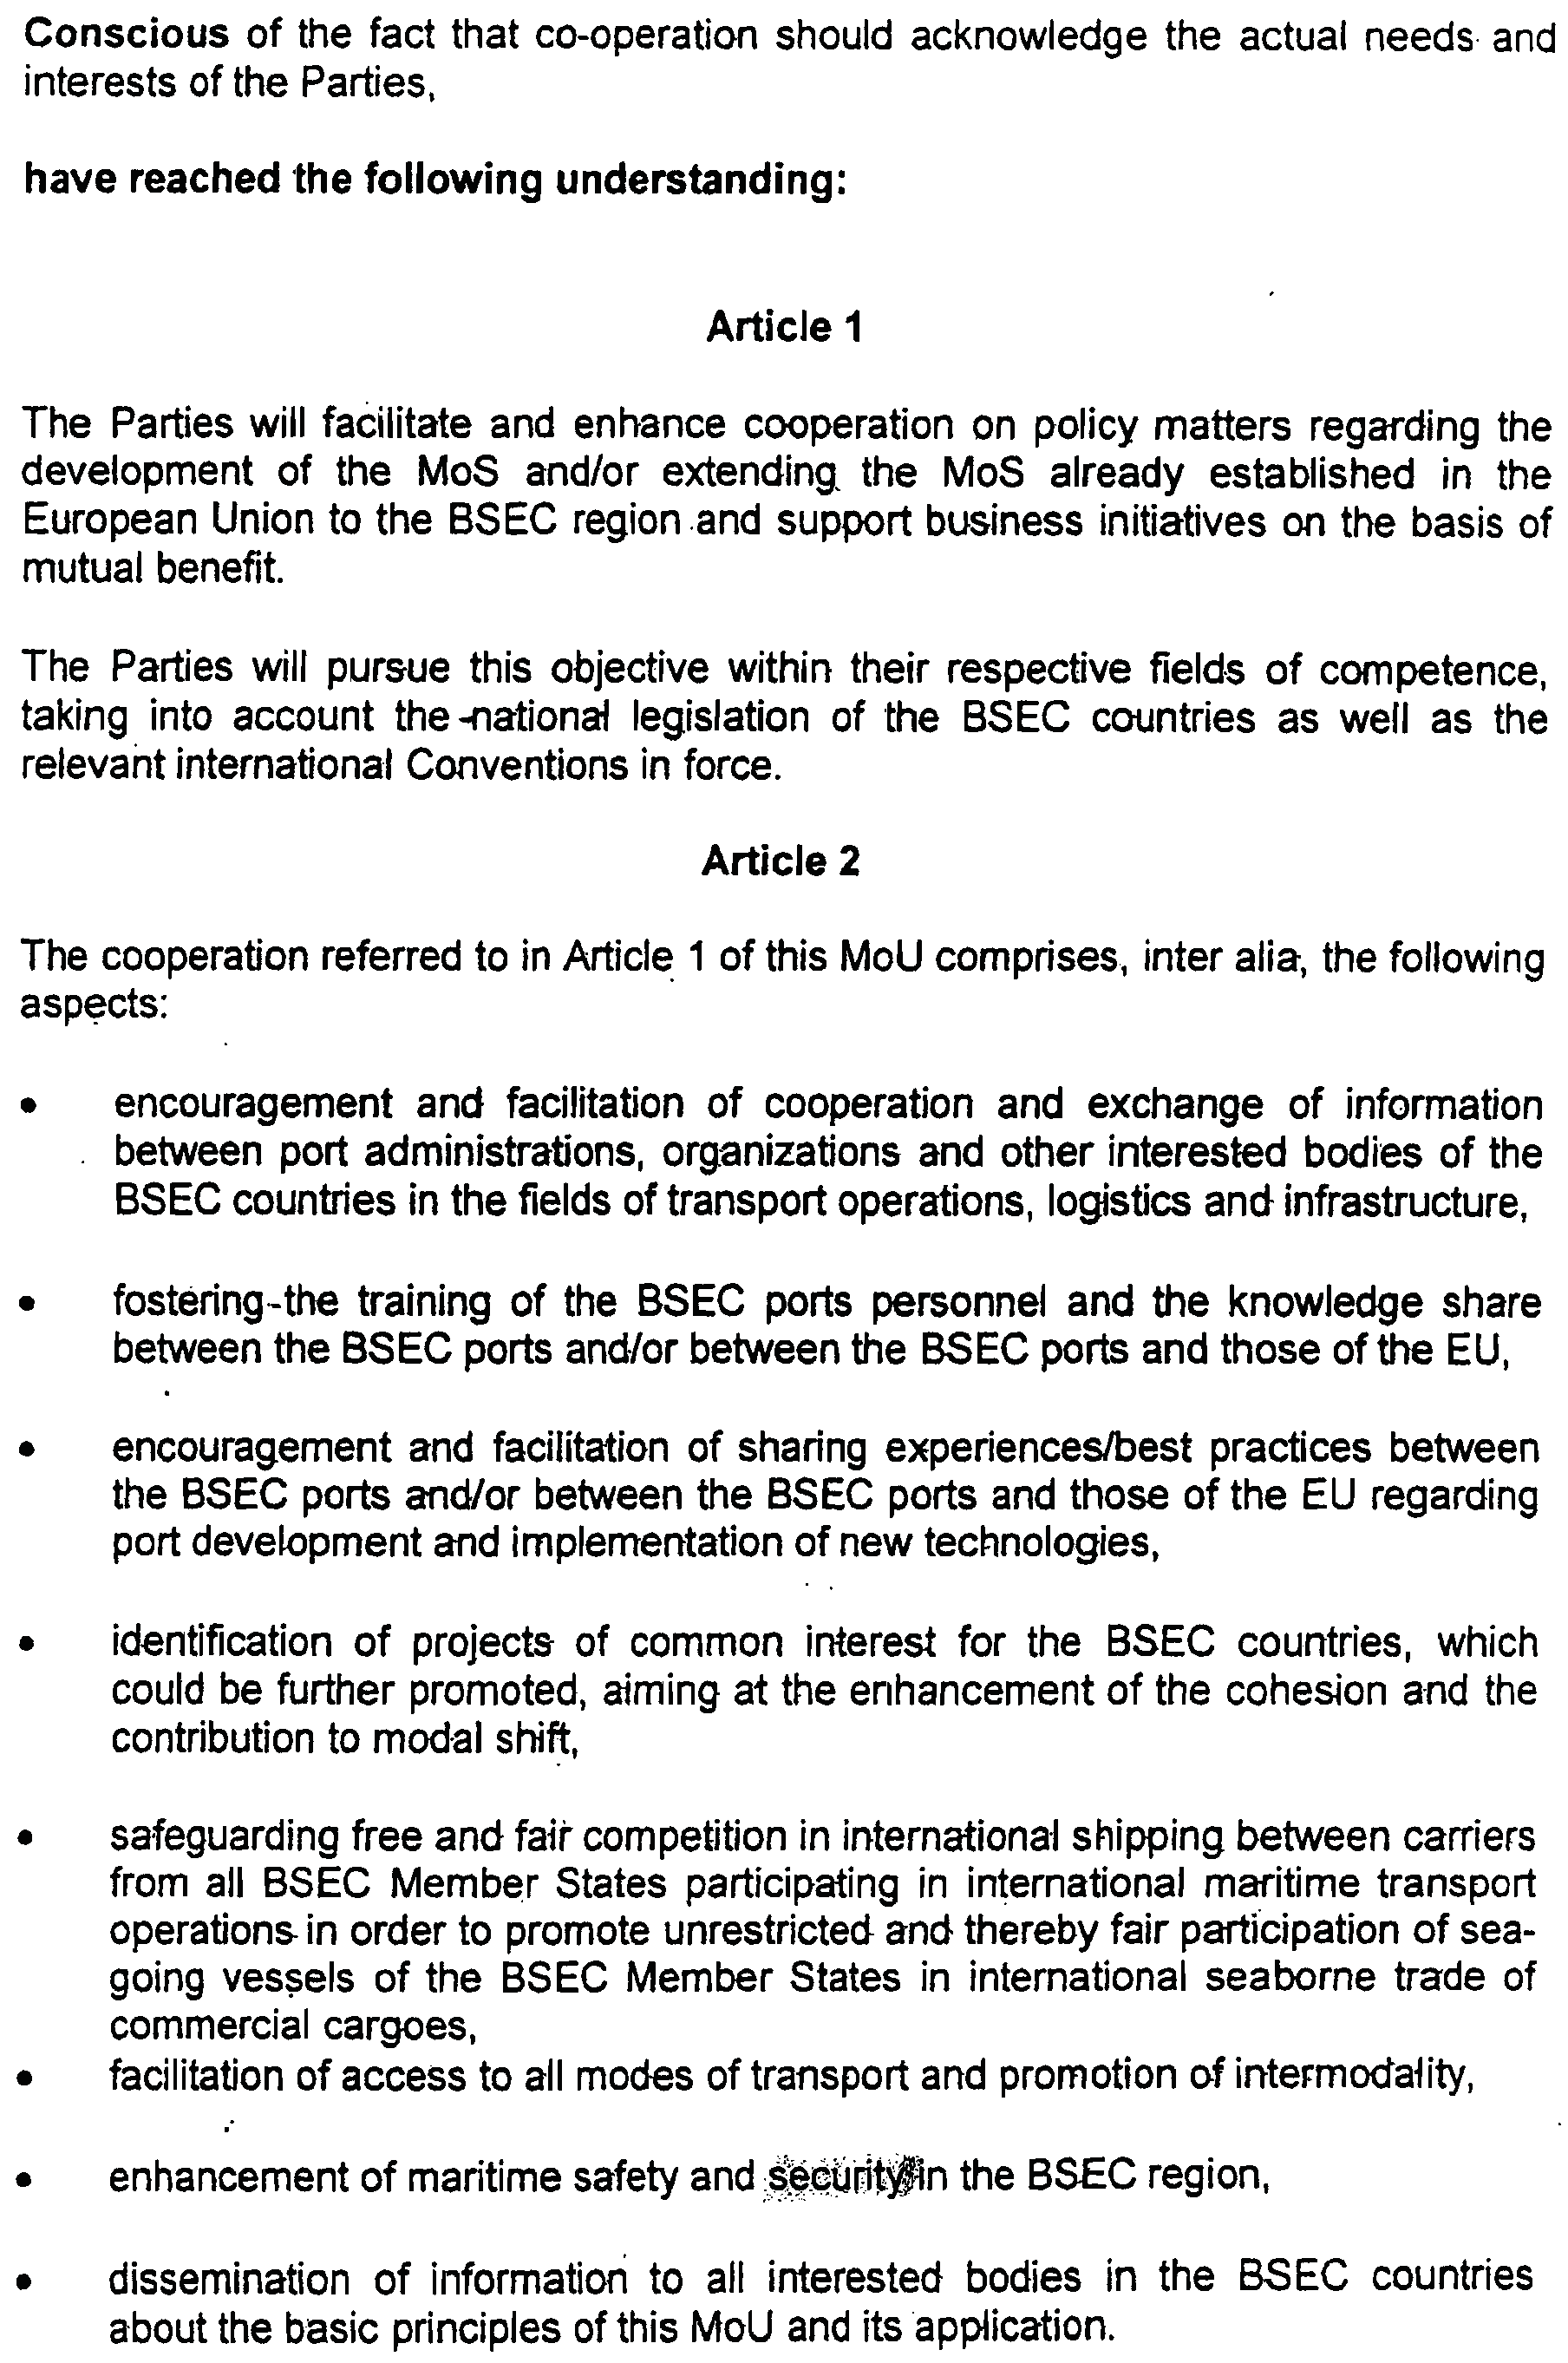 Conscious of the fact that co-operation should acknowledge the actual needs and
interests of the Parties,
have reached the following understanding:
Article 1
The Parties will facilitate and enhance cooperation on policy matters regarding the
development of the MoS and/or extending the MoS already established in the
European Union to the BSEC region and support business initiatives on the basis of
mutual benefit.
The Parties will pursue this objective within their respective fields of competence,
taking into account the national legislation of the BSEC countries as well as the
relevant international Conventions in force.
Article 2
The cooperation referred to in Article 1 of this MoU comprises, inter alia, the following
aspects:
• encouragement and facilitation of cooperation and exchange of information
between port administrations, organizations and other interested bodies of the
BSEC countries in the fields of transport operations, logistics and infrastructure,
• fostering the training of the BSEC ports personnel and the knowledge share
between the BSEC ports and/or between the BSEC ports and those of the EU,
• encouragement and facilitation of sharing experiences/best practices between
the BSEC ports and/or between the BSEC ports and those of the EU regarding
port development and implementation of new technologies,
• identification of projects of common interest for the BSEC countries, which
could be further promoted, aiming at the enhancement of the cohesion and the
contribution to modal shift,
• safeguarding free and fair competition in international shipping between carriers
from all BSEC Member States participating in international maritime transport
operations in order to promote unrestricted and thereby fair participation of sea-
going vessels of the BSEC Member States in international seaborne trade of
commercial cargoes,
• facilitation of access to all modes of transport and promotion of intermodality,
• enhancement of maritime safety and security in the BSEC region,
• dissemination of information to all interested bodies in the BSEC countries
about the basic principles of this MoU and its application.